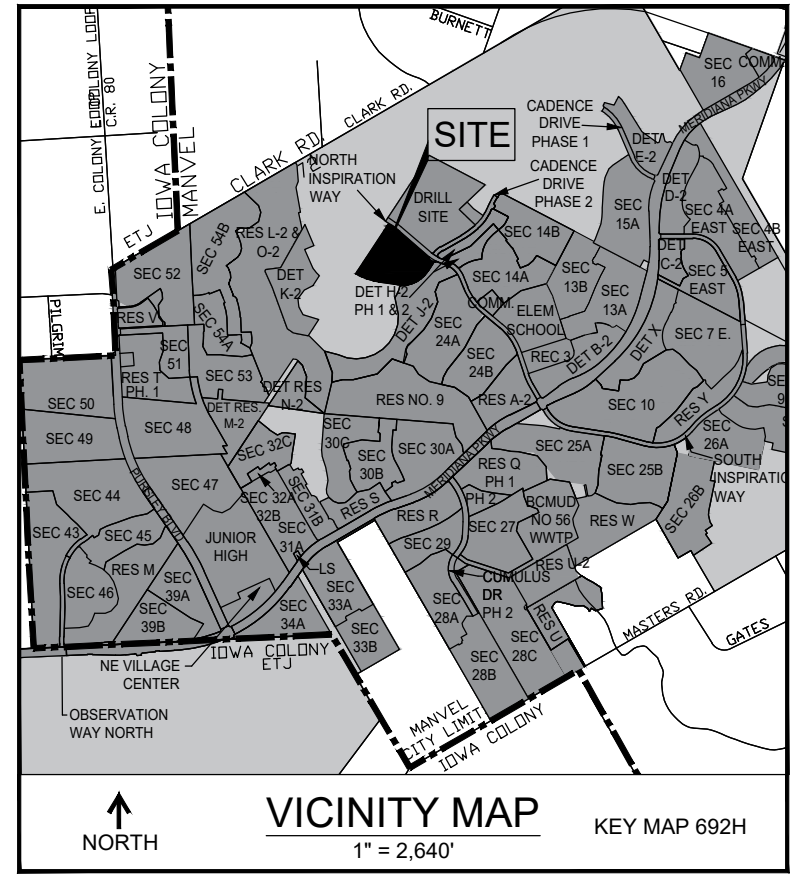 BURNETT
E. COLONY LOOP
C.R. 80
IOWA COLONY
MANVEL
CLARK RD.
CLARK RD.
ETJ
SEC
16
COMM
MERIDIANA PKWY
SITE
CADENCE
DRIVE
PHASE 1
CADENCE
DRIVE
PHASE 2
NORTH
INSPIRATION
WAY
DRILL
SITE
DET
E-2
DET
D-2
SEC 4A
EAST
SEC 4B
EAST
SEC
15A
DET
C-2
SEC 5
EAST
SEC 54B
RES L-2 &
O-2
DET
K-2
SEC 52
DET H-2
PH 1 & 2
DET J-2
SEC 14B
SEC 14A
SEC
13B
SEC
13A
COMM.
ELEM
SCHOOL
SEC
24A
SEC
24B
REC 3
DET B-2
DET X
SEC 7 E.
PILGRIM
RES V
SEC 54A
SEC
51
RES T
PH. 1
SEC 53
DET RES
N-2
DET RES.
M-2
RES NO. 9
RES A-2
SEC 10
RES Y
SEC 50
SEC 49
SEC 48
SEC 32C
SEC
30C
SEC
30B
SEC 30A
MERIDIANA PKWY
SEC 25A
SEC 25B
SEC
26A
SOUTH
INSPIRATIO
WAY
SEC 26B
SEC 44
SEC 47
PURSLEY BLVD
SEC 32A
32B
SEC 31B
SEC
31A
RES S
RES Q
PH 1
PH 2
BCMUD
NO 56
WWTP
RES W
SEC 43
SEC 45
JUNIOR
HIGH
RES R
SEC 27
SEC 29
RES U-2
RES M
SEC 46
SEC
39A
SEC
39B
LS
SEC
33A
SEC
33B
SEC
34A
CUMULUS
DR
PH 2
SEC
28A
RES U
SEC
28C
SEC
28B
MASTERS RD.
GATES
NE VILLAGE
CENTER
IOWA COLONY
ETJ
OBSERVATION
WAY NORTH
MANVEL
CITY LIMIT
IOWA COLONY
NORTH
VICINITY MAP
1" = 2,640'
KEY MAP 692H